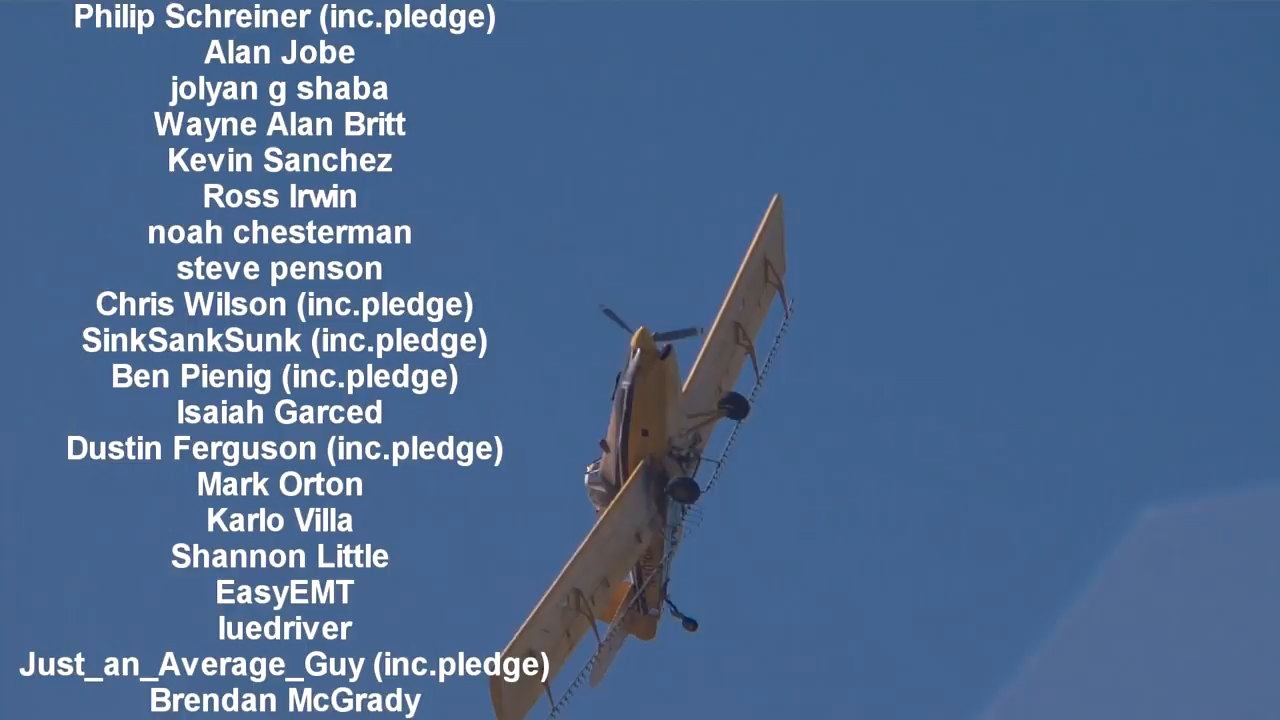 Philip Schreiner (inc.pledge)
Alan Jobe
jolyan g shaba
Wayne Alan Britt
Kevin Sanchez
Ross Irwin
noah chesterman
steve penson
Chris Wilson (inc.pledge)
SinkSankSunk (inc.pledge)
Ben Pienig (inc.pledge)
Isaiah Garced
Dustin Ferguson (inc.pledge)
Mark Orton
Karlo Villa
Shannon Little
EasyEMT
luedriver
Just_an_Average_Guy (inc.pledge)
Brendan McGrady